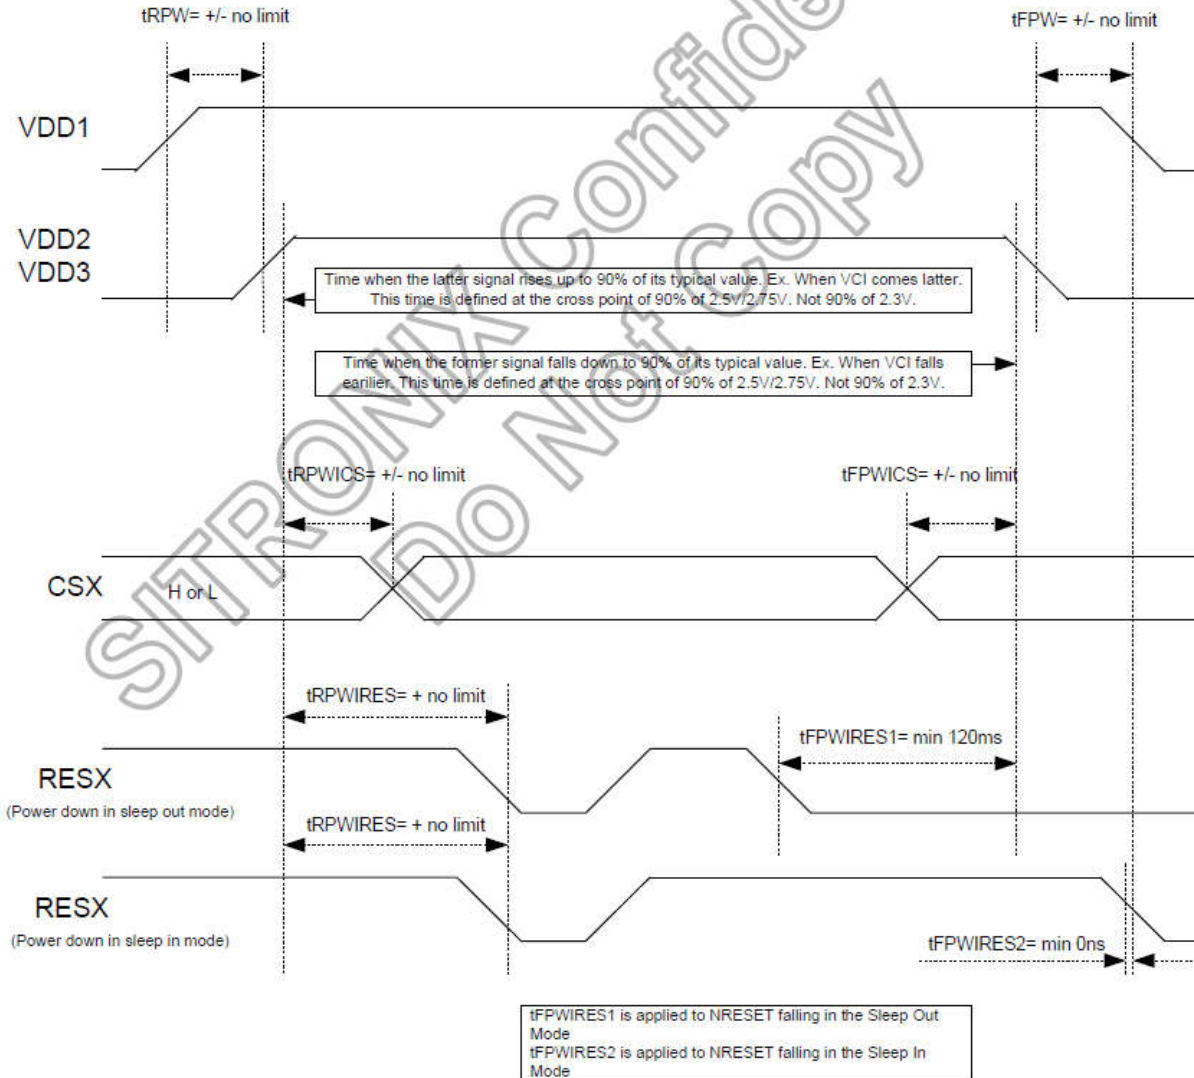 tRPW= +/- no limit
tFPW= +/- no limit
VDD1
VDD2
VDD3
Time when the latter signal rises up to 90% of its typical value. Ex. When VCI comes latter.
This time is defined at the cross point of 90% of 2.5V/2.75V. Not 90% of 2.3V.
Time when the former signal falls down to 90% of its typical value. Ex. When VCI falls
earilier. This time is defined at the cross point of 90% of 2.5V/2.75V. Not 90% of 2.3V.
tRPWICS= +/- no limit
tFPWICS= +/- no limit
CSX
H or L
tRPWIRES= + no limit
tFPWIRES1= min 120ms
RESX
(Power down in sleep out mode)
tRPWIRES= + no limit
RESX
(Power down in sleep in mode)
tFPWIRES2= min 0ns
tFPWIRES1 is applied to NRESET falling in the Sleep Out
Mode
tFPWIRES2 is applied to NRESET falling in the Sleep In
Mode
SITRONIX Confide
Do Not Copy